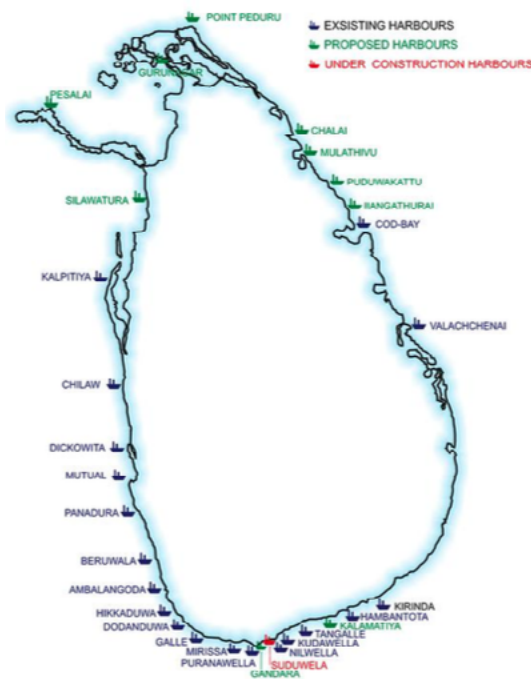 POINT PEDURU
EXSISTING HARBOURS
PROPOSED HARBOURS
UNDER CONSTRUCTION HARBOURS
GURUNAGAR
PESALAI
CHALAI
MULATHIVU
PUDUWAKATTU
SILAWATURA
COD-BAY
KALPITIYA
VALACHCHENAI
CHILAW
DICKOWITA
MUTUAL
PANADURA
BERUWALA
AMBALANGODA
KIRINDA
HIKKADUWA
HAMBANTOTA
DODANDUWA
KALAMATIYA
TANGALLE
GALLE
KUDAWELLA
MIRISSA
NILWELLA
PURANAWELLA
SUDUWELA
GANDARA